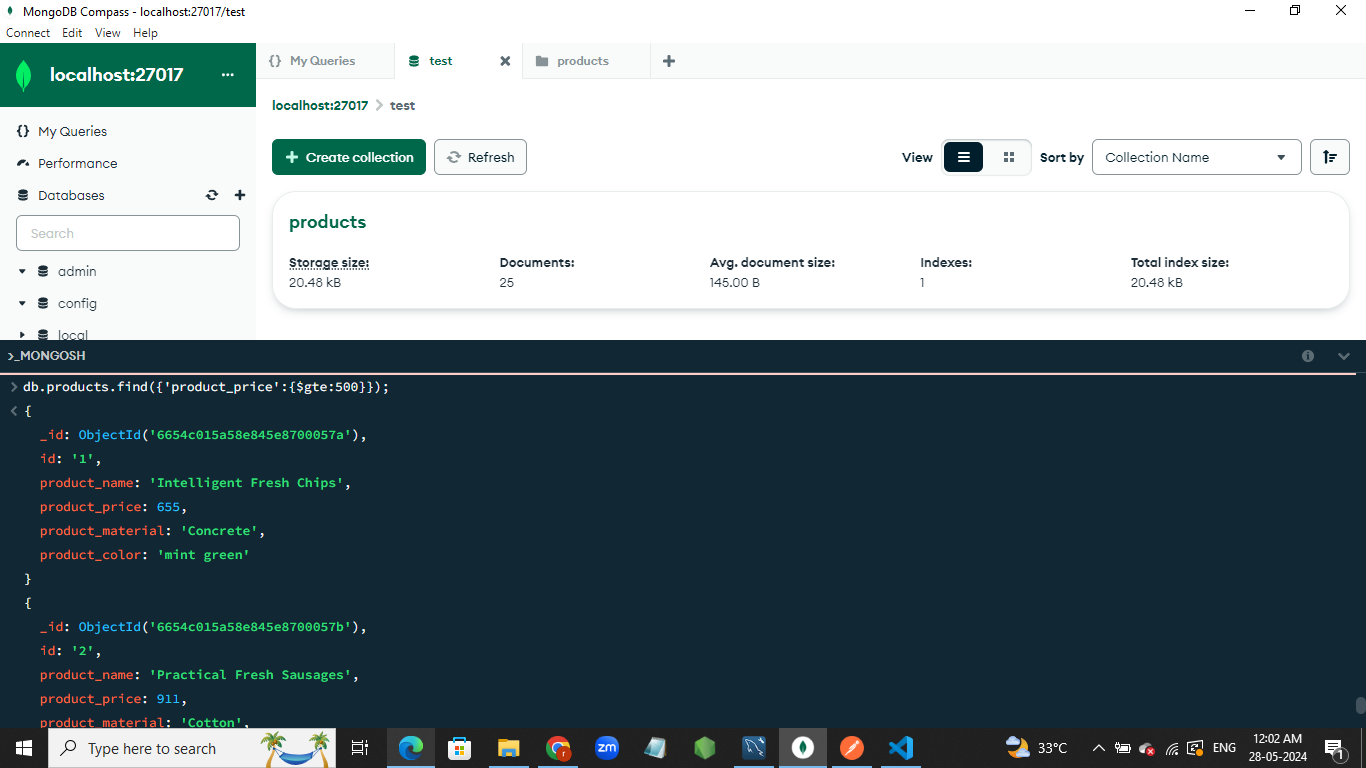 MongoDB Compass - localhost:27017/test
Connect Edit View Help
localhost:27017 ...
{} My Queries
test
products
localhost:27017 > test
{} My Queries
Performance
Databases
Search
admin
config
local
+ Create collection
Refresh
View
Sort by
Collection Name
products
Storage size: Documents: Avg. document size: Indexes: Total index size:
20.48 kB 25 145.00 B 1 20.48 kB
>_MONGOSH
> db.products.find({'product_price':{$gte:500}});
< {
_id: ObjectId('6654c015a58e845e8700057a'),
id: '1',
product_name: 'Intelligent Fresh Chips',
product_price: 655,
product_material: 'Concrete',
product_color: 'mint green'
}
{
_id: ObjectId('6654c015a58e845e8700057b'),
id: '2',
product_name: 'Practical Fresh Sausages',
product_price: 911,
product_material: 'Cotton',
Type here to search
zm
r
33°C
ENG
12:02 AM
28-05-2024
1